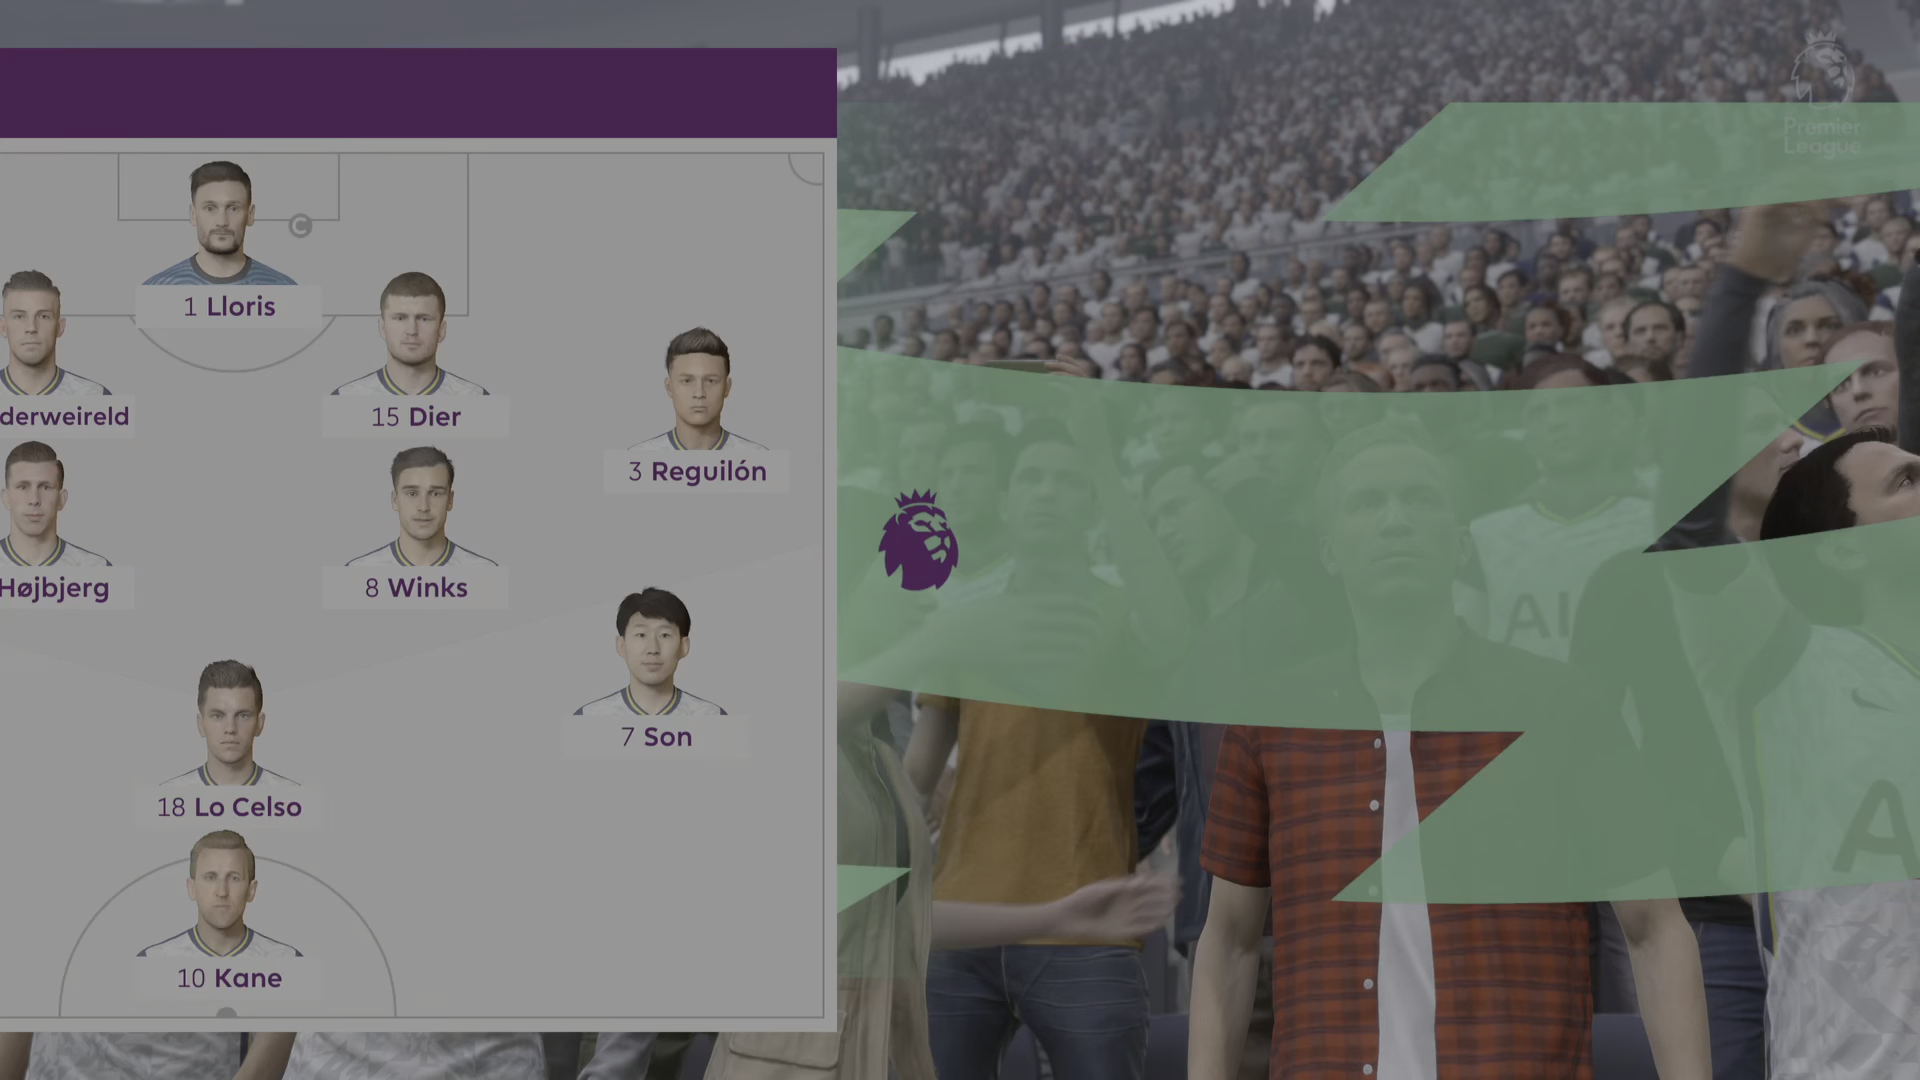 Premier
League
C
1 Lloris
derweireld
15 Dier
3 Reguilón
Højbjerg
8 Winks
7 Son
18 Lo Celso
10 Kane
AI
A